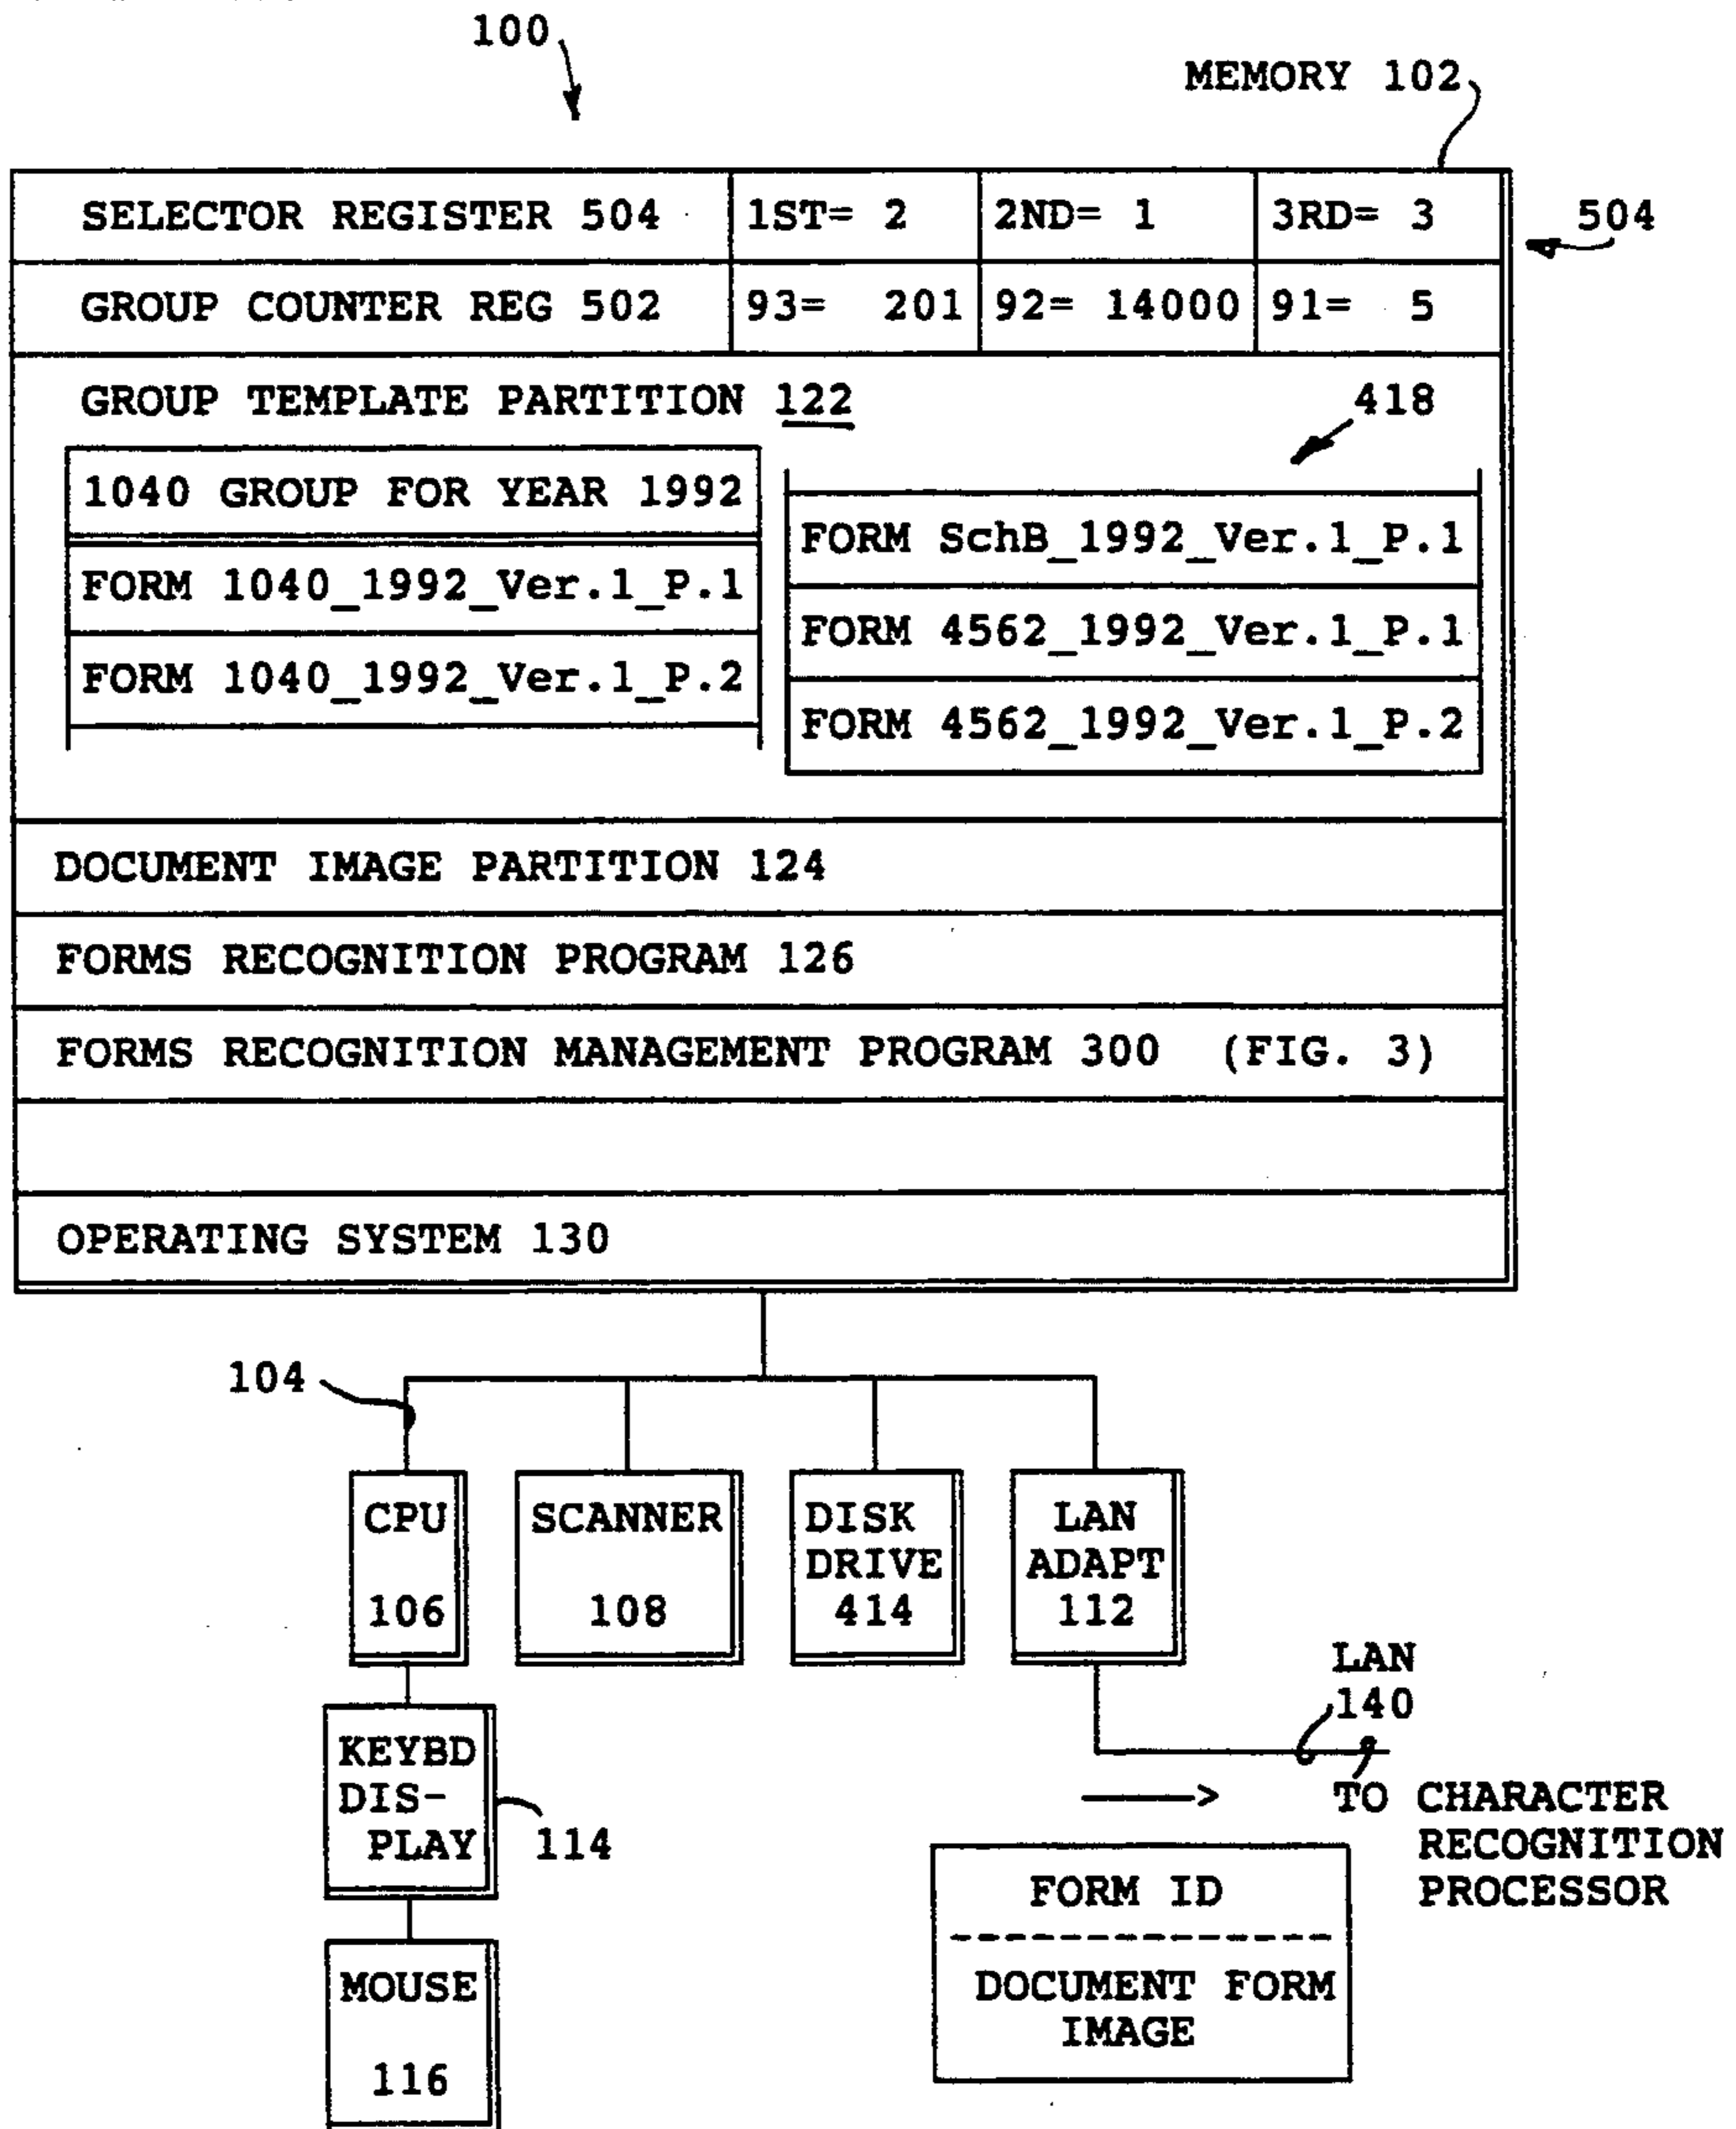 100
MEMORY 102
SELECTOR REGISTER 504 1ST= 2 2ND= 1 3RD= 3
504
GROUP COUNTER REG 502 93= 201 92= 14000 91= 5
GROUP TEMPLATE PARTITION 122
418
1040 GROUP FOR YEAR 1992
FORM 1040_1992_Ver.1_P.1
FORM 1040_1992_Ver.1_P.2
FORM SchB_1992_Ver.1_P.1
FORM 4562_1992_Ver.1_P.1
FORM 4562_1992_Ver.1_P.2
DOCUMENT IMAGE PARTITION 124
FORMS RECOGNITION PROGRAM 126
FORMS RECOGNITION MANAGEMENT PROGRAM 300 (FIG. 3)
OPERATING SYSTEM 130
104
CPU
106
SCANNER
108
DISK
DRIVE
414
LAN
ADAPT
112
LAN
140
KEYBD
DIS-
PLAY
114
TO CHARACTER
RECOGNITION
PROCESSOR
FORM ID
DOCUMENT FORM
IMAGE
MOUSE
116